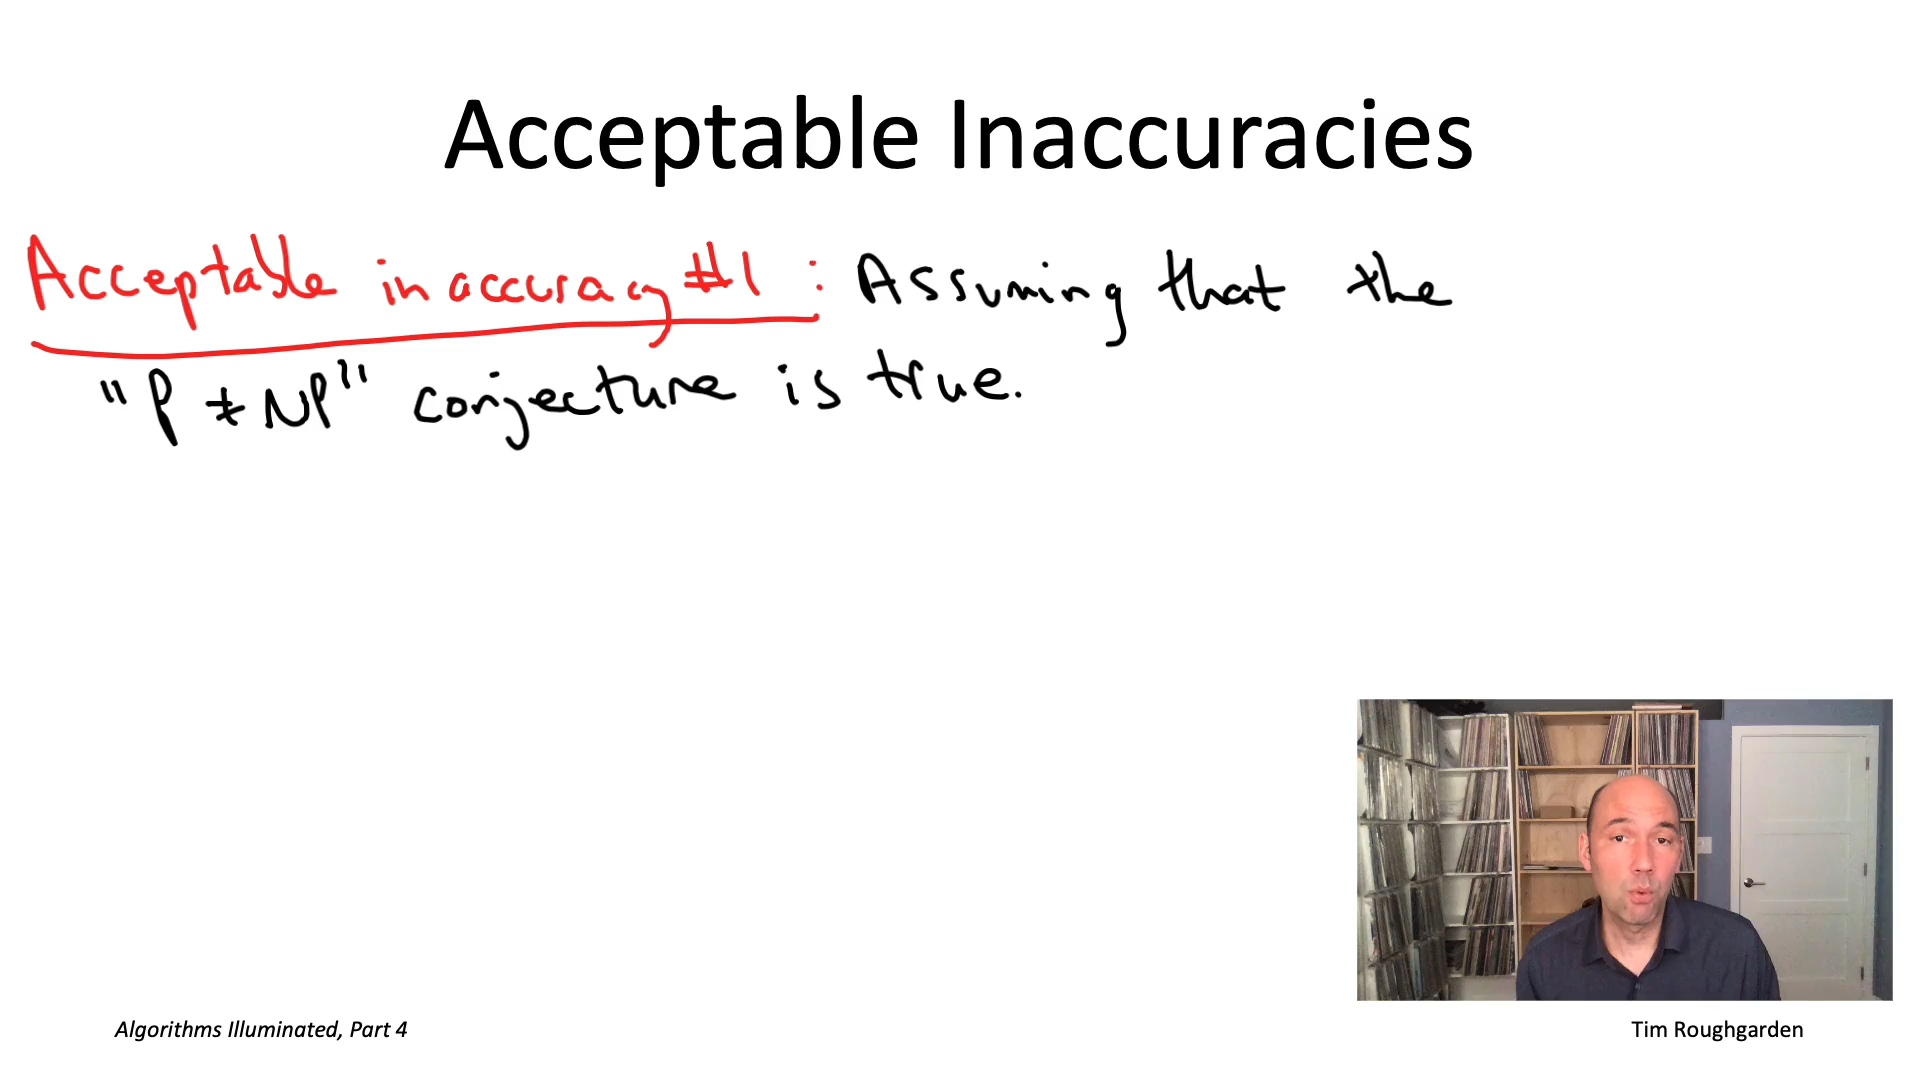 Acceptable Inaccuracies
Acceptable inaccuracy #1: Assuming that the
"P ≠ NP" conjecture is true.
Algorithms Illuminated, Part 4
Tim Roughgarden